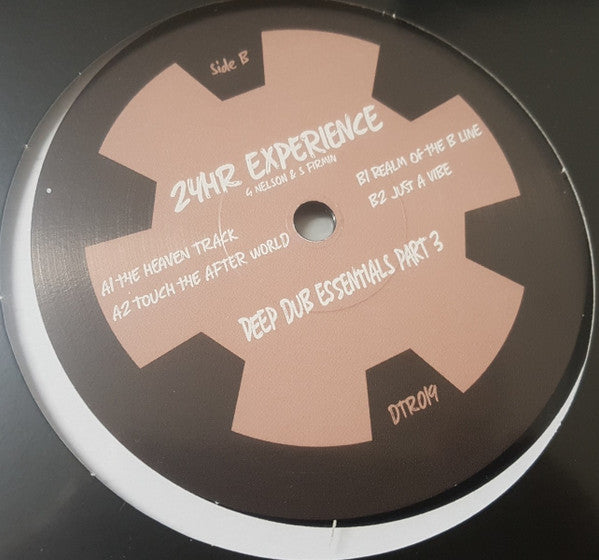 Side B
24HR EXPERIENCE
G NELSON & S FIRMIN
A1 THE HEAVEN TRACK
A2 TOUCH THE AFTER WORLD
B1 REALM OF THE B LINE
B2 JUST A VIBE
DEEP DUB ESSENTIALS PART 3
DTR019